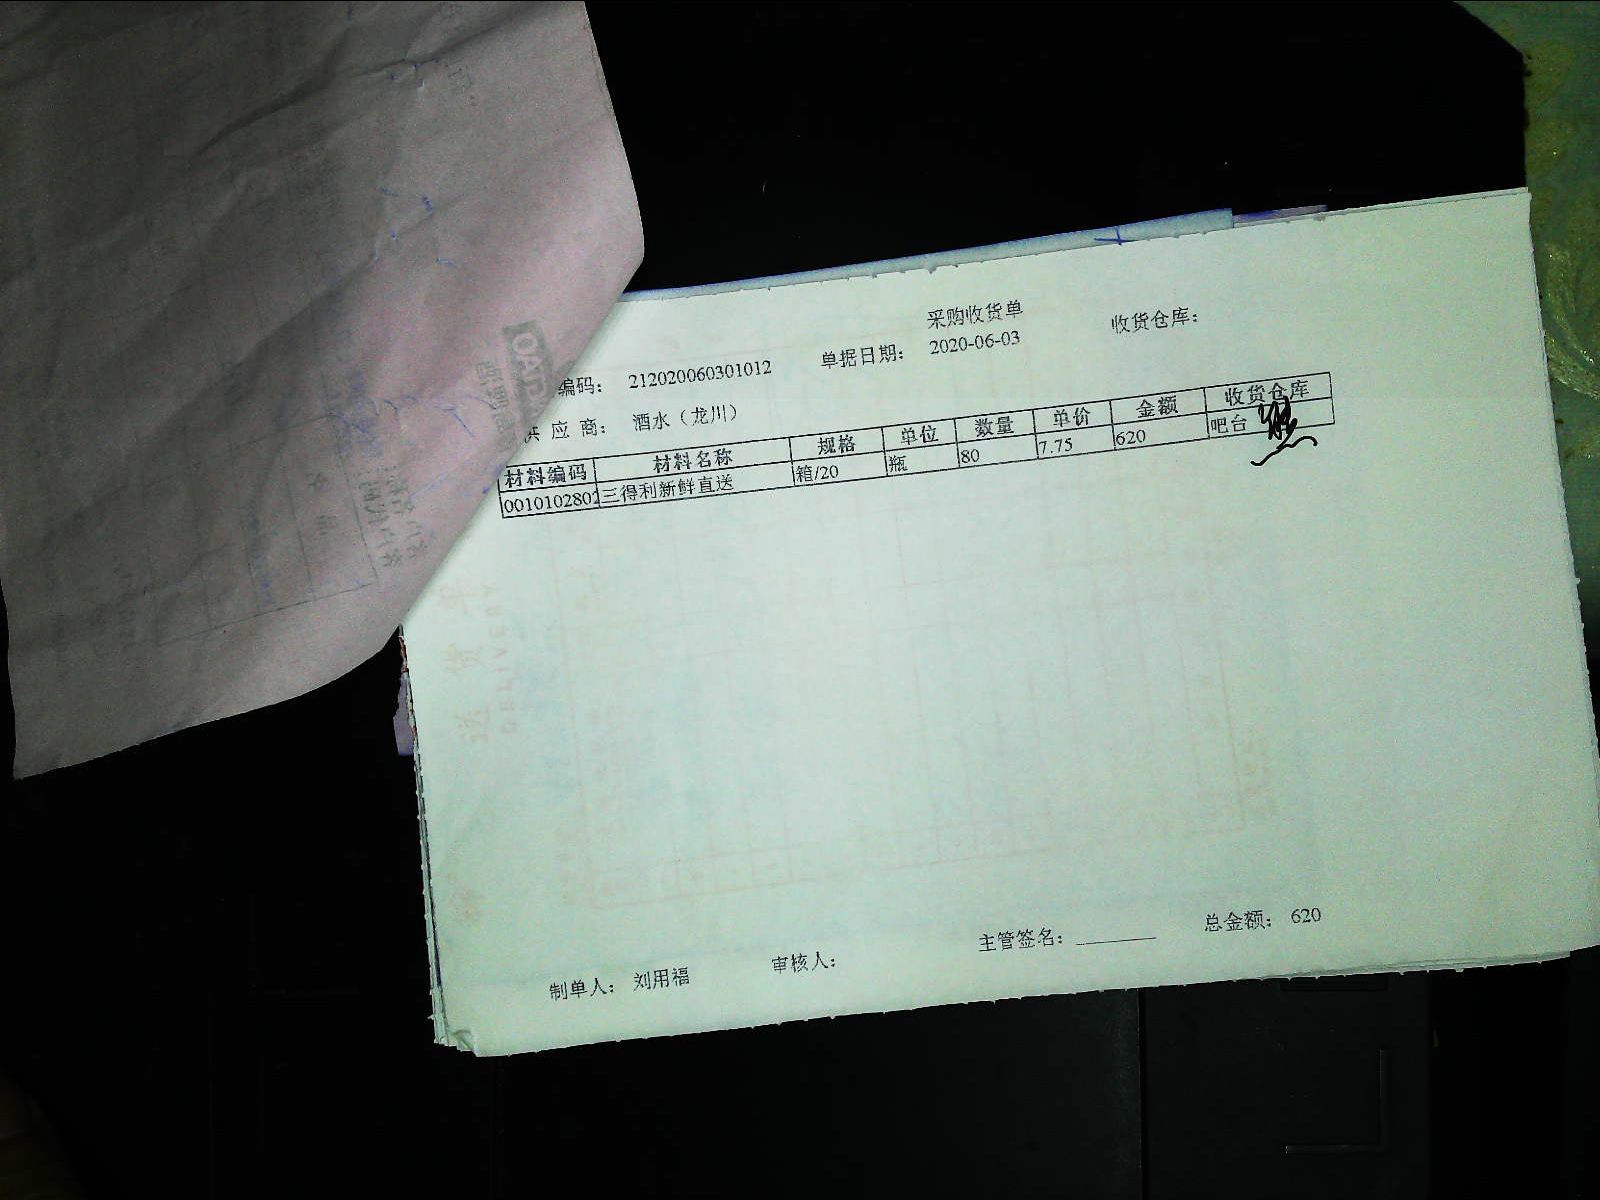 采购收货单
编码: 212020060301012 单据日期: 2020-06-03 收货仓库:
供应商: 酒水（龙川）
材料编码 材料名称 规格 单位 数量 单价 金额 收货仓库
0010102802 三得利新鲜直送 箱/20 瓶 80 7.75 620 吧台
制单人: 刘用福 审核人: 主管签名: 总金额: 620